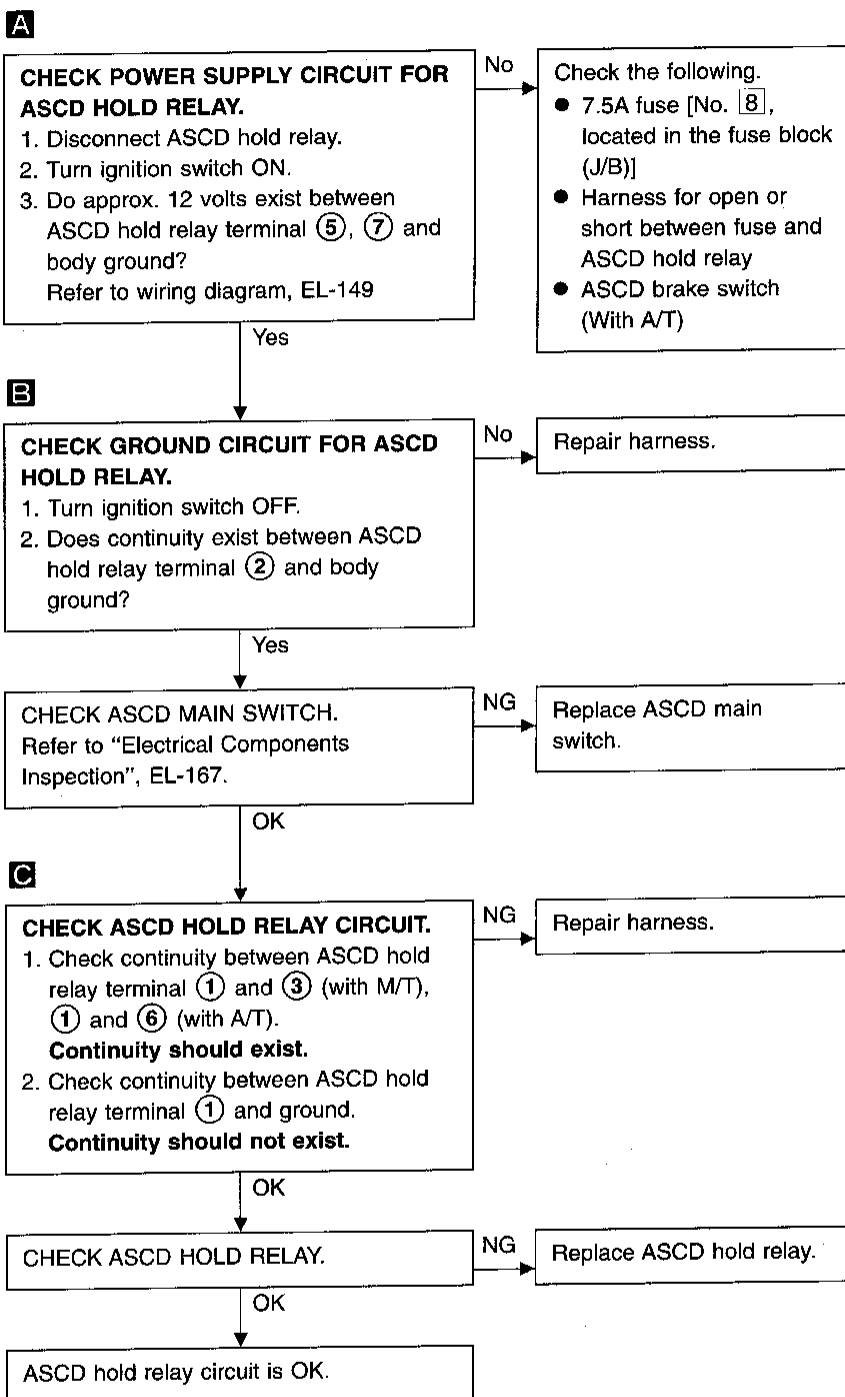 A
CHECK POWER SUPPLY CIRCUIT FOR
ASCD HOLD RELAY.
1. Disconnect ASCD hold relay.
2. Turn ignition switch ON.
3. Do approx. 12 volts exist between
ASCD hold relay terminal ⑤, ⑦ and
body ground?
Refer to wiring diagram, EL-149
No
Check the following.
● 7.5A fuse [No. 8,
located in the fuse block
(J/B)]
● Harness for open or
short between fuse and
ASCD hold relay
● ASCD brake switch
(With A/T)
Yes
B
CHECK GROUND CIRCUIT FOR ASCD
HOLD RELAY.
1. Turn ignition switch OFF.
2. Does continuity exist between ASCD
hold relay terminal ② and body
ground?
No
Repair harness.
Yes
CHECK ASCD MAIN SWITCH.
Refer to “Electrical Components
Inspection”, EL-167.
NG
Replace ASCD main
switch.
OK
C
CHECK ASCD HOLD RELAY CIRCUIT.
1. Check continuity between ASCD hold
relay terminal ① and ③ (with M/T),
① and ⑥ (with A/T).
Continuity should exist.
2. Check continuity between ASCD hold
relay terminal ① and ground.
Continuity should not exist.
NG
Repair harness.
OK
CHECK ASCD HOLD RELAY.
NG
Replace ASCD hold relay.
OK
ASCD hold relay circuit is OK.